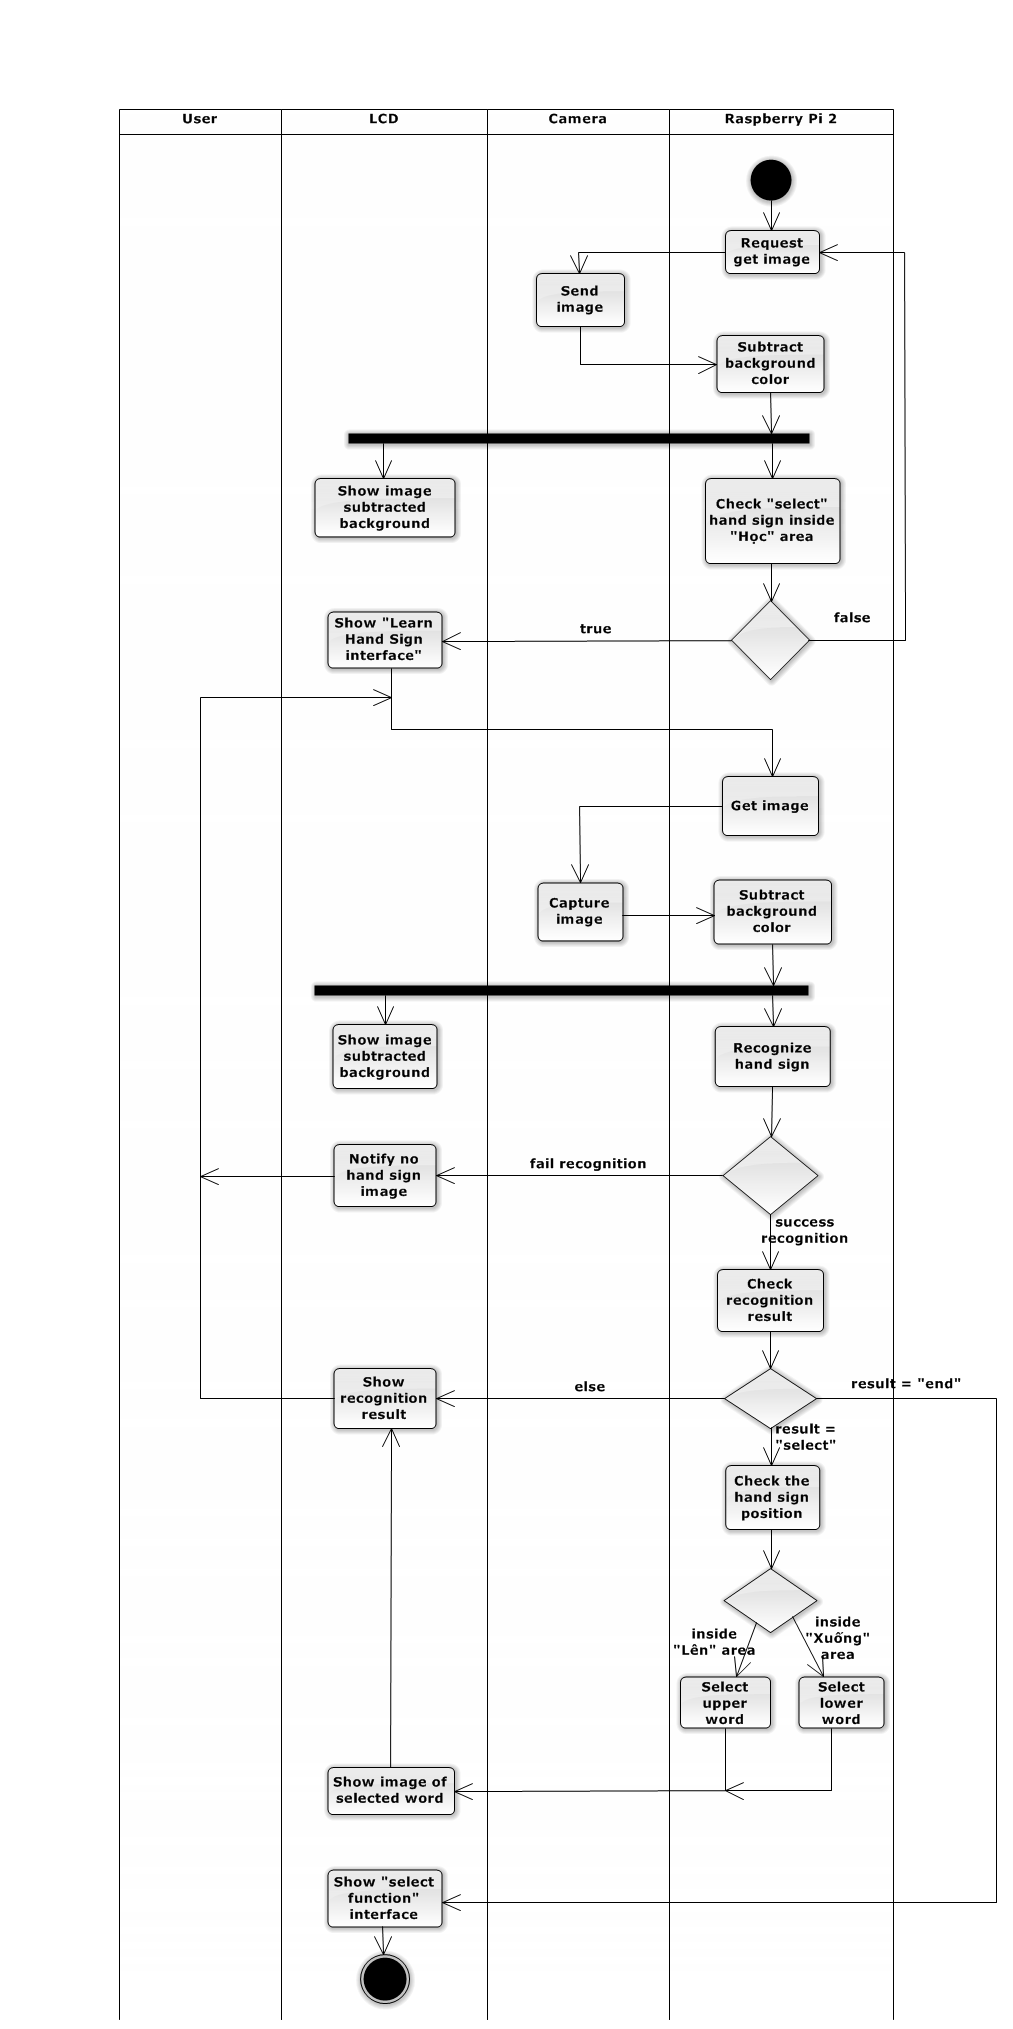 User
LCD
Camera
Raspberry Pi 2
Request
get image
Send
image
Subtract
background
color
Show image
subtracted
background
Check "select"
hand sign inside
"Học" area
false
true
Show "Learn
Hand Sign
interface"
Get image
Capture
image
Subtract
background
color
Show image
subtracted
background
Recognize
hand sign
Notify no
hand sign
image
fail recognition
success
recognition
Check
recognition
result
Show
recognition
result
else
result = "end"
result =
"select"
Check the
hand sign
position
inside
"Lên" area
inside
"Xuống"
area
Select
upper
word
Select
lower
word
Show image of
selected word
Show "select
function"
interface